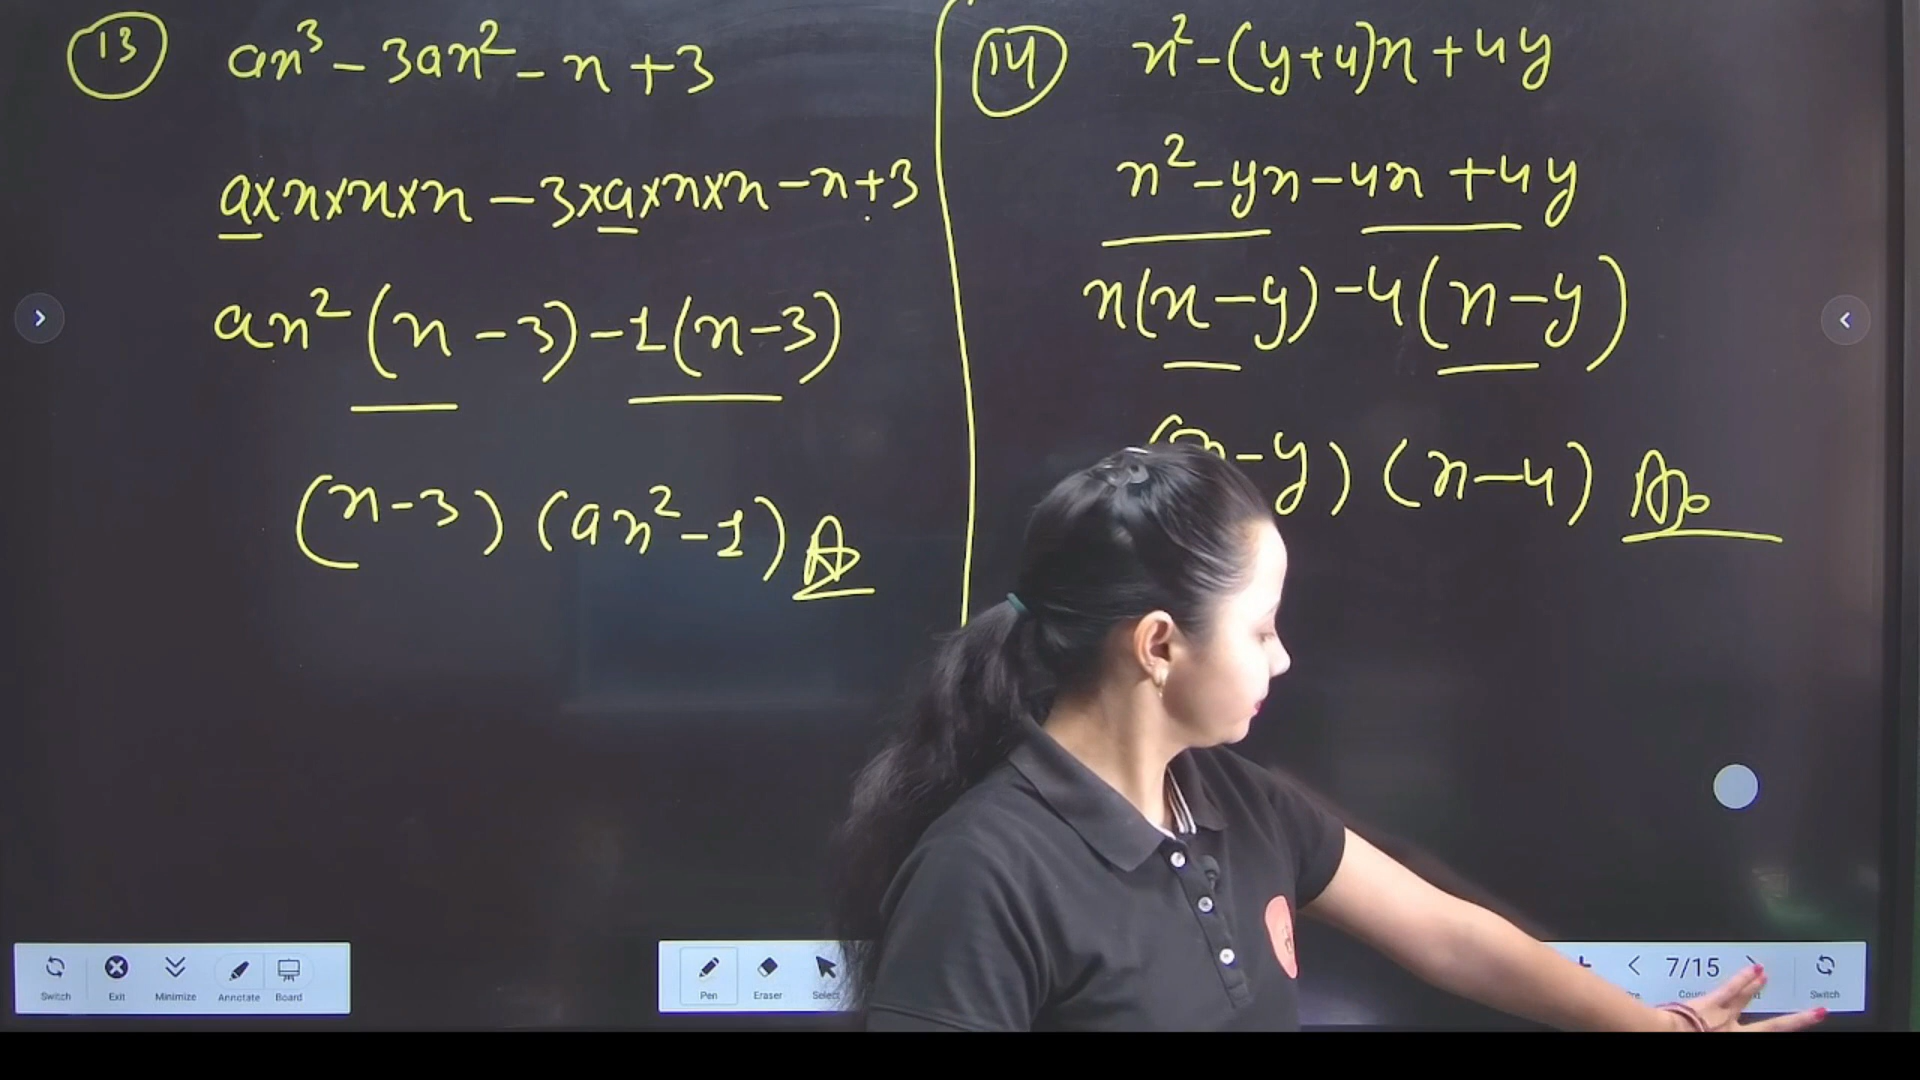 13 ax³ - 3ax² - x + 3
a×x×x×x - 3×a×x×x - x + 3
ax² (x - 3) - 1(x - 3)
(x - 3) (ax² - 1) A
14 x² - (y + 4)x + 4y
x² - yx - 4x + 4y
x(x - y) - 4(x - y)
- y) (x - 4) Ans
Switch Exit Minimize Annotate Board
Pen Eraser Select
7/15
Switch